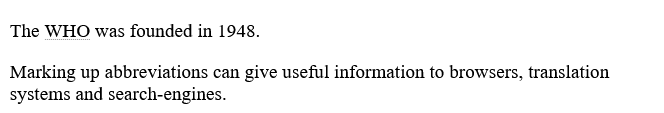 The WHO was founded in 1948.
Marking up abbreviations can give useful information to browsers, translation
systems and search-engines.